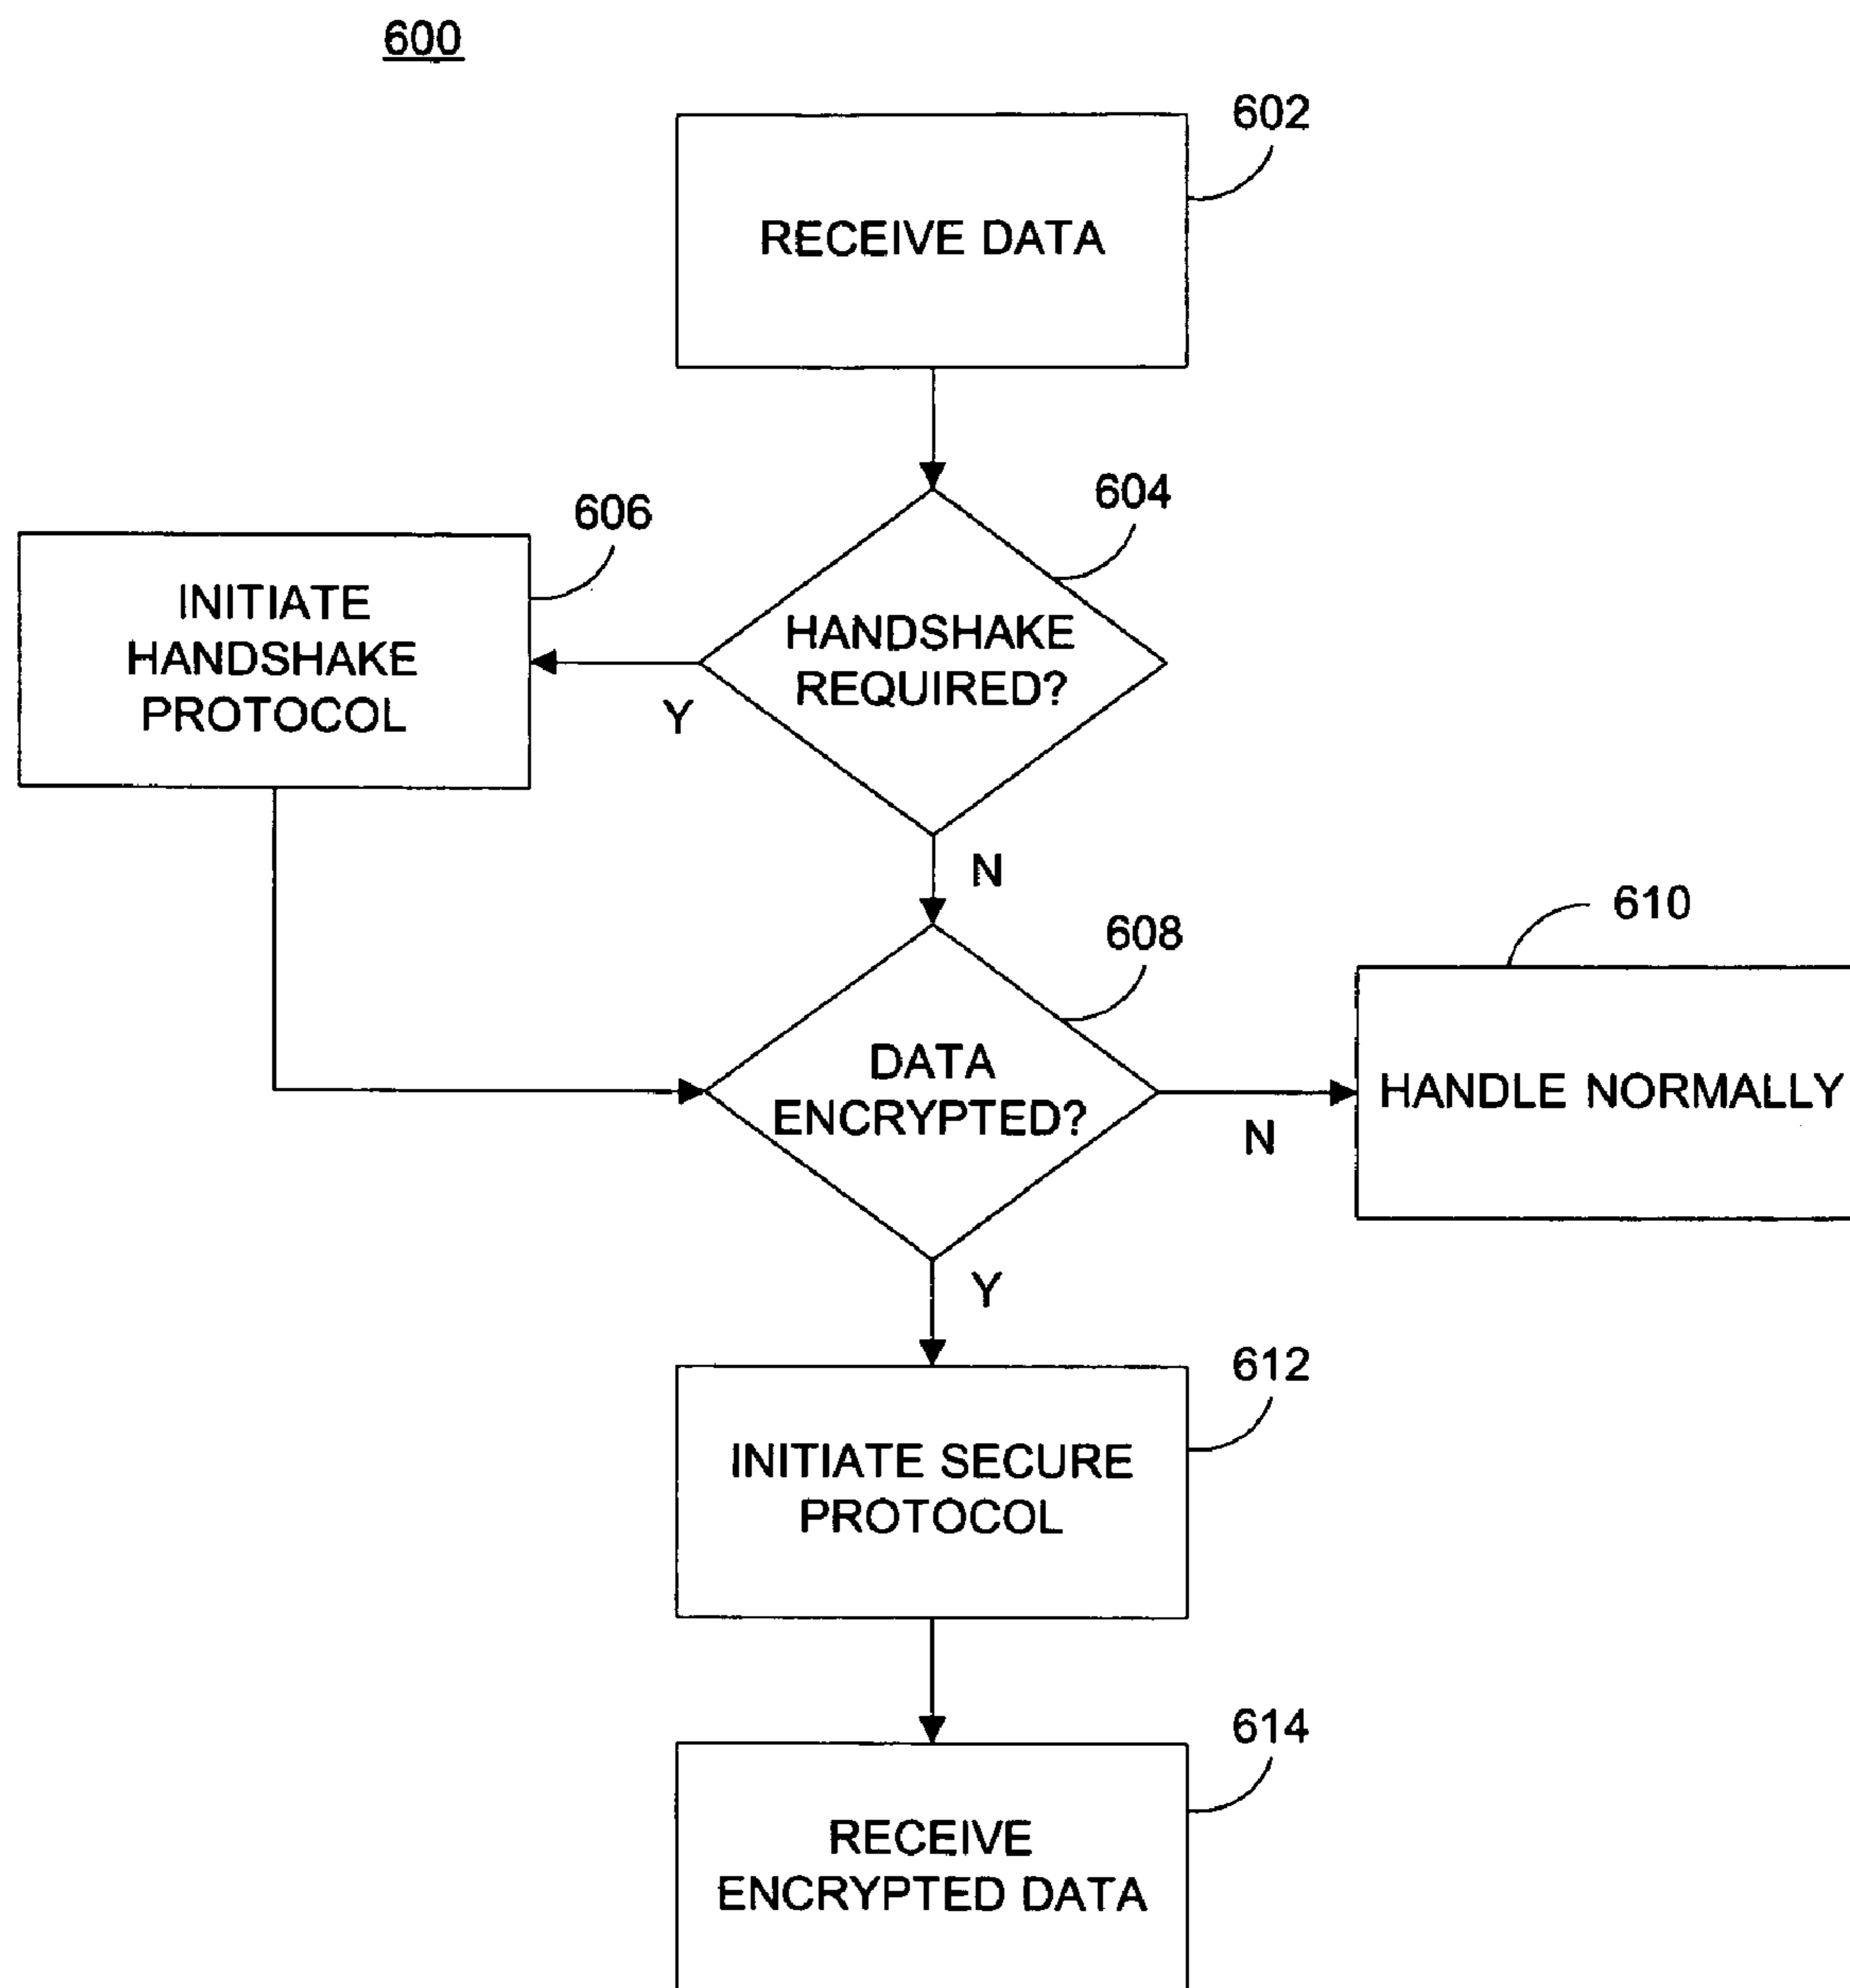 600
602
RECEIVE DATA
604
606
INITIATE
HANDSHAKE
PROTOCOL
HANDSHAKE
REQUIRED?
Y
N
608
610
DATA
ENCRYPTED?
HANDLE NORMALLY
N
Y
612
INITIATE SECURE
PROTOCOL
614
RECEIVE
ENCRYPTED DATA